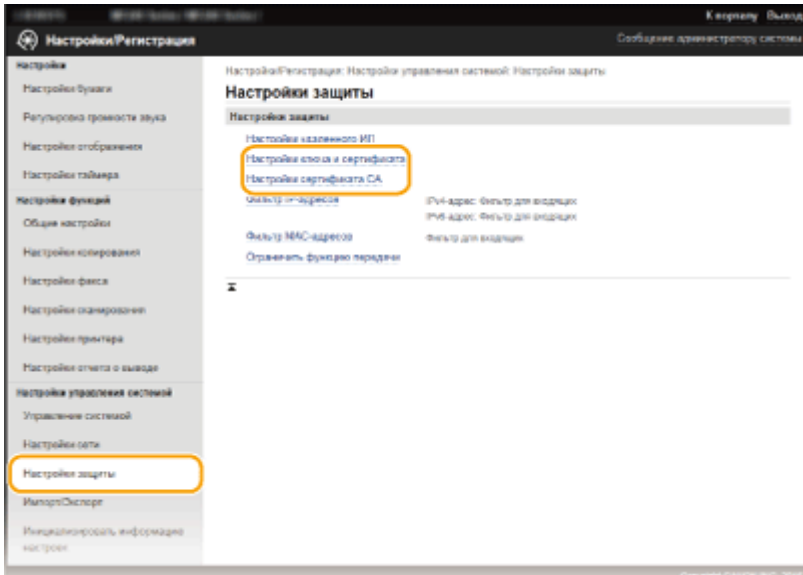 К порталу Выход
Настройки/Регистрация
Сообщение администратору системы
Настройка
Настройки бумаги
Регулировка громкости звука
Настройки отображения
Настройки таймера
Настройки функций
Общие настройки
Настройки копирования
Настройки факса
Настройки сканирования
Настройки принтера
Настройки отчета о выводе
Настройки управления системой
Управление системой
Настройки сети
Настройки защиты
Импорт/Экспорт
Инициализировать информацию
настроек
Настройки/Регистрация: Настройки управления системой: Настройки защиты
Настройки защиты
Настройки защиты
Настройки удаленного ИП
Настройки ключа и сертификата
Настройки сертификата CA
Фильтр IP-адресов
IPv4-адрес: Фильтр для входящих
IPv6-адрес: Фильтр для входящих
Фильтр MAC-адресов
Фильтр для входящих
Ограничить функцию передачи